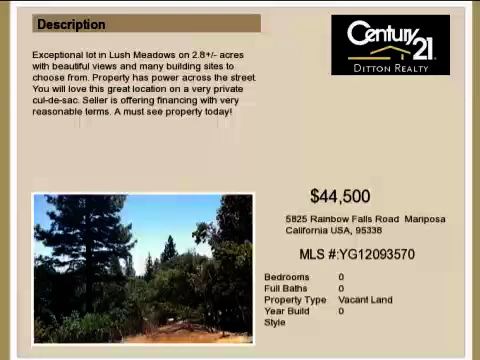 Description
Exceptional lot in Lush Meadows on 2.8+/- acres
with beautiful views and many building sites to
choose from. Property has power across the street.
You will love this great location on a very private
cul-de-sac. Seller is offering financing with very
reasonable terms. A must see property today!
Century 21
DITTON REALTY
$44,500
5825 Rainbow Falls Road Mariposa
California USA, 95338
MLS #:YG12093570
Bedrooms 0
Full Baths 0
Property Type Vacant Land
Year Build 0
Style